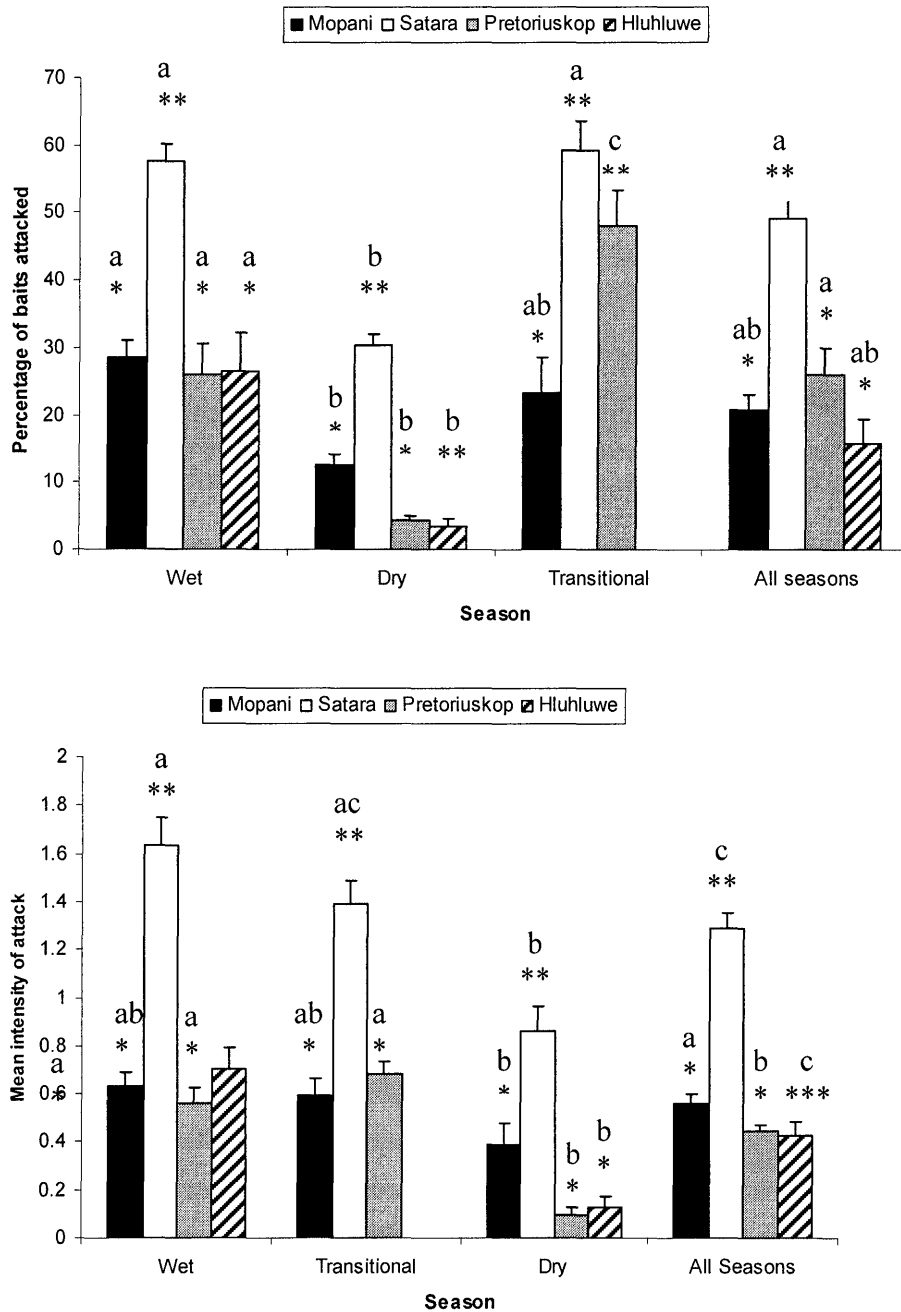 Mopani Satara Pretoriuskop Hluhluwe
70
60
50
40
30
20
10
0
Percentage of baits attacked
a
**
a
*
a
*
a
*
b
*
b
**
b
*
b
**
ab
*
a
**
c
**
ab
*
a
**
a
*
ab
*
Wet Dry Transitional All seasons
Season
Mopani Satara Pretoriuskop Hluhluwe
2
1.8
1.6
1.4
1.2
1
0.8
0.6
0.4
0.2
0
Mean intensity of attack
a
*
ab
*
a
**
a
*
ab
*
ac
**
a
*
b
*
b
**
b
*
b
*
a
*
c
**
b
*
c
***
Wet Transitional Dry All Seasons
Season